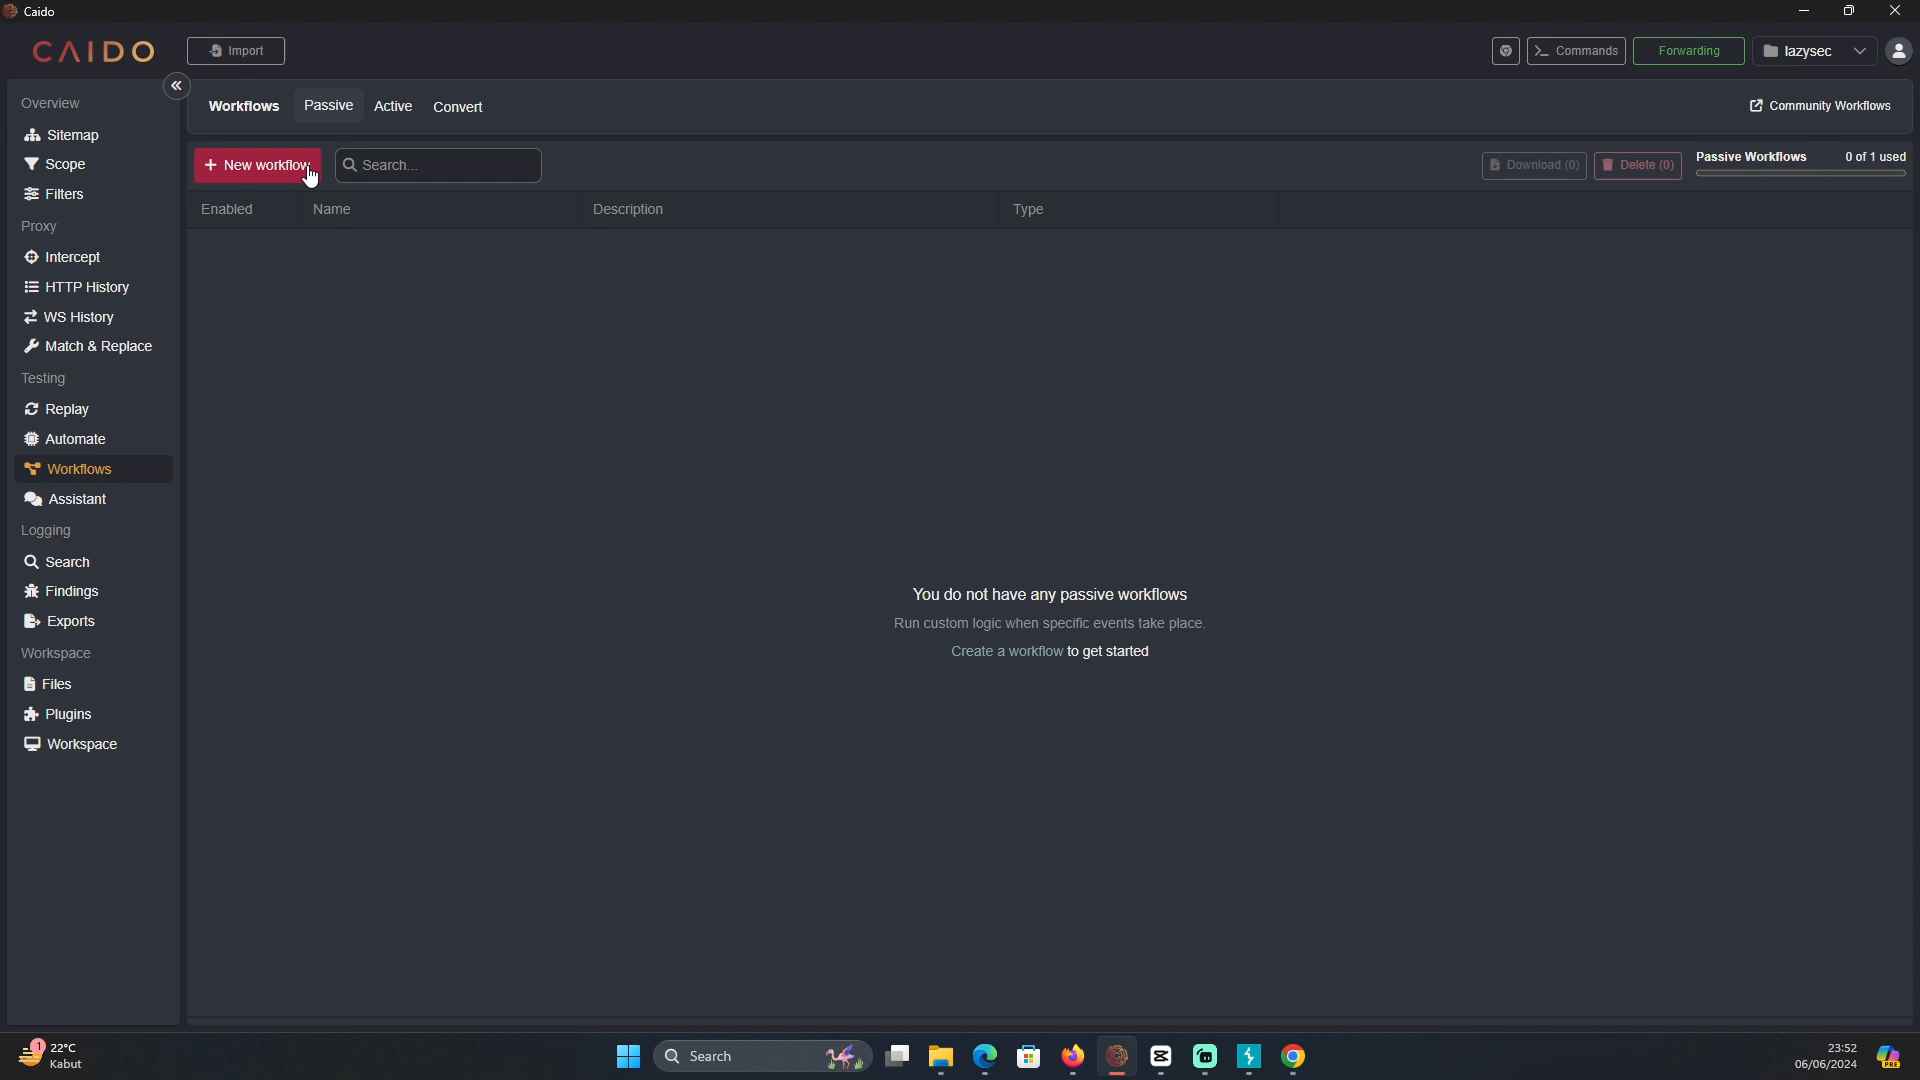 Caido
CAIDO
Import
Commands
Forwarding
lazysec
Overview
Sitemap
Scope
Filters
Proxy
Intercept
HTTP History
WS History
Match & Replace
Testing
Replay
Automate
Workflows
Assistant
Logging
Search
Findings
Exports
Workspace
Files
Plugins
Workspace
Workflows Passive Active Convert
Community Workflows
+ New workflow
Search...
Download (0)
Delete (0)
Passive Workflows 0 of 1 used
Enabled Name Description Type
You do not have any passive workflows
Run custom logic when specific events take place.
Create a workflow to get started
1
22°C
Kabut
Search
PRE
23:52
06/06/2024